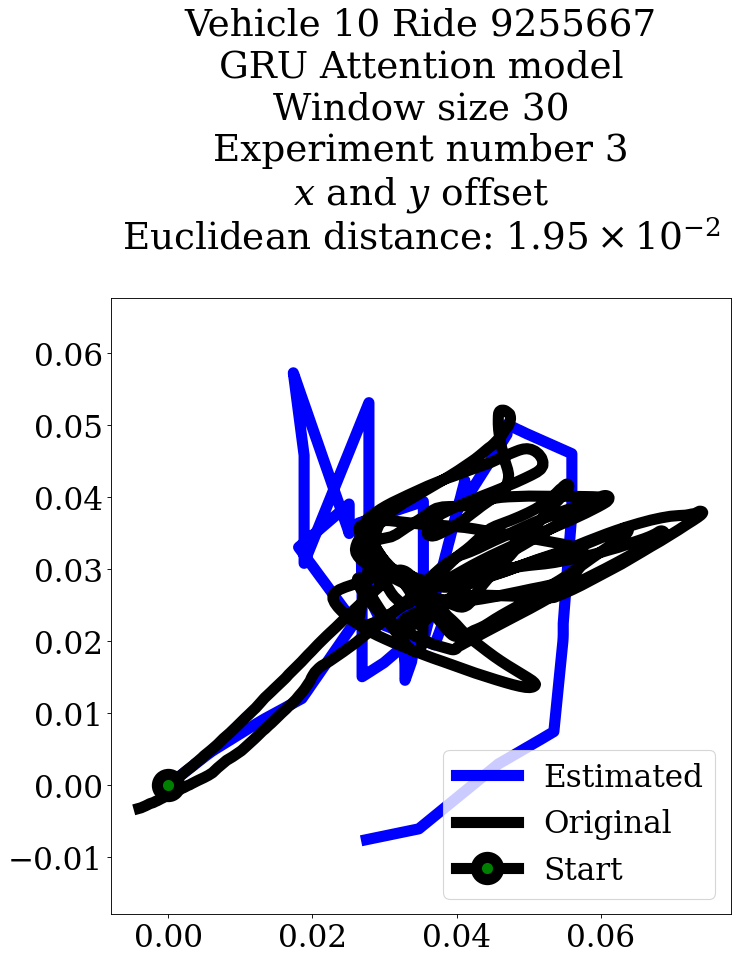 Vehicle 10 Ride 9255667
GRU Attention model
Window size 30
Experiment number 3
x and y offset
Euclidean distance: 1.95 × 10⁻²
0.06
0.05
0.04
0.03
0.02
0.01
0.00
−0.01
Estimated
Original
Start
0.00 0.02 0.04 0.06